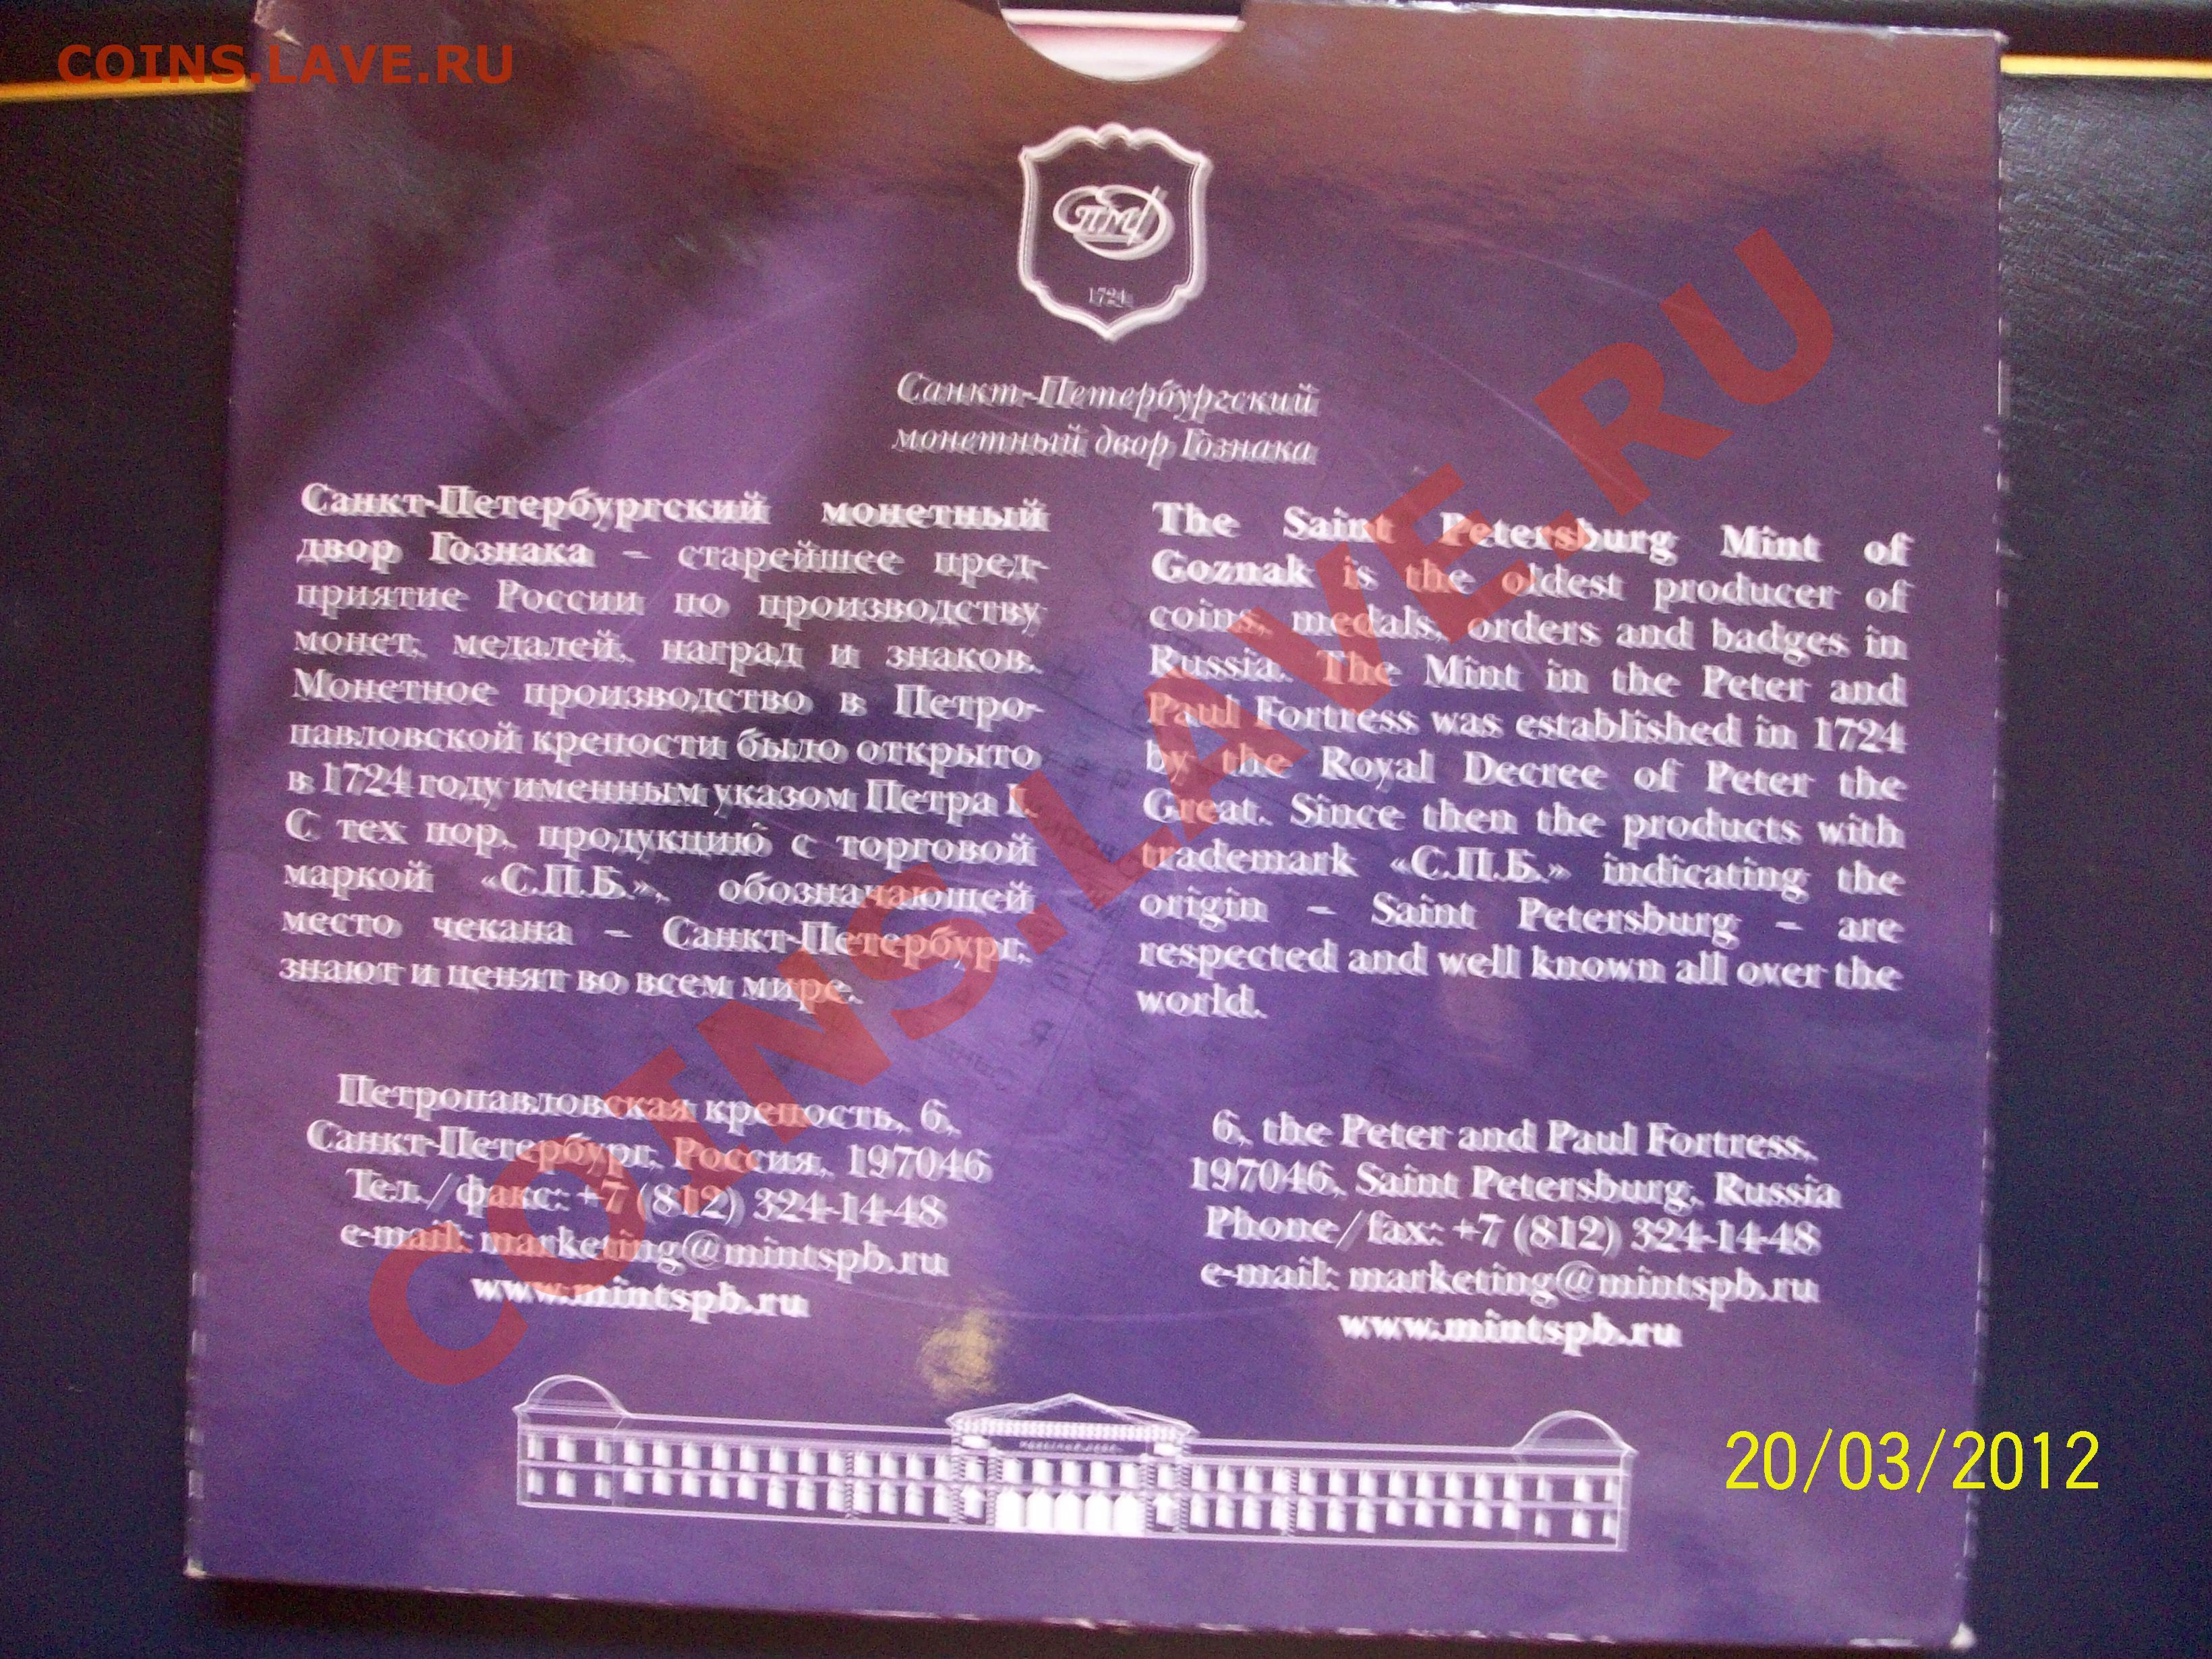 COINS.LAVE.RU
СПМД
1724
Санкт-Петербургский
монетный двор Гознака
Санкт-Петербургский монетный
двор Гознака – старейшее пред-
приятие России по производству
монет, медалей, наград и знаков.
Монетное производство в Петро-
павловской крепости было открыто
в 1724 году именным указом Петра I.
С тех пор, продукцию с торговой
маркой «С.П.Б.», обозначающей
место чекана – Санкт-Петербург,
знают и ценят во всем мире.
The Saint Petersburg Mint of
Goznak is the oldest producer of
coins, medals, orders and badges in
Russia. The Mint in the Peter and
Paul Fortress was established in 1724
by the Royal Decree of Peter the
Great. Since then the products with
trademark «С.П.Б.» indicating the
origin – Saint Petersburg – are
respected and well known all over the
world.
Петропавловская крепость, 6,
Санкт-Петербург, Россия, 197046
Тел./факс: +7 (812) 324-14-48
e-mail: marketing@mintspb.ru
www.mintspb.ru
6, the Peter and Paul Fortress,
197046, Saint Petersburg, Russia
Phone/fax: +7 (812) 324-14-48
e-mail: marketing@mintspb.ru
www.mintspb.ru
COINS.LAVE.RU
20/03/2012